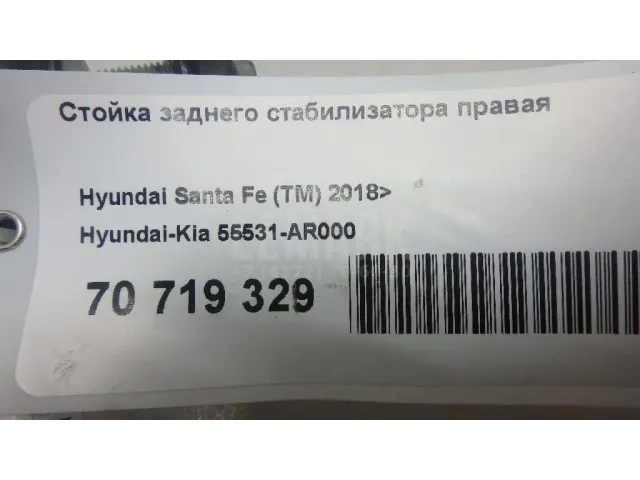 Стойка заднего стабилизатора правая
Hyundai Santa Fe (TM) 2018>
Hyundai-Kia 55531-AR000
70 719 329